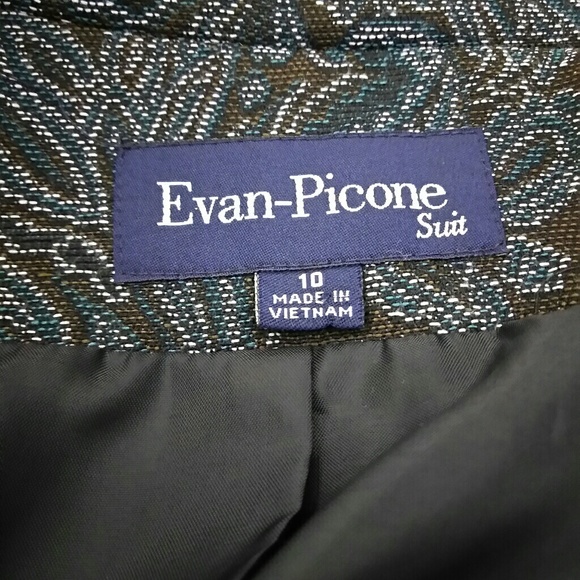 Evan-Picone
Suit
10
MADE IN
VIETNAM